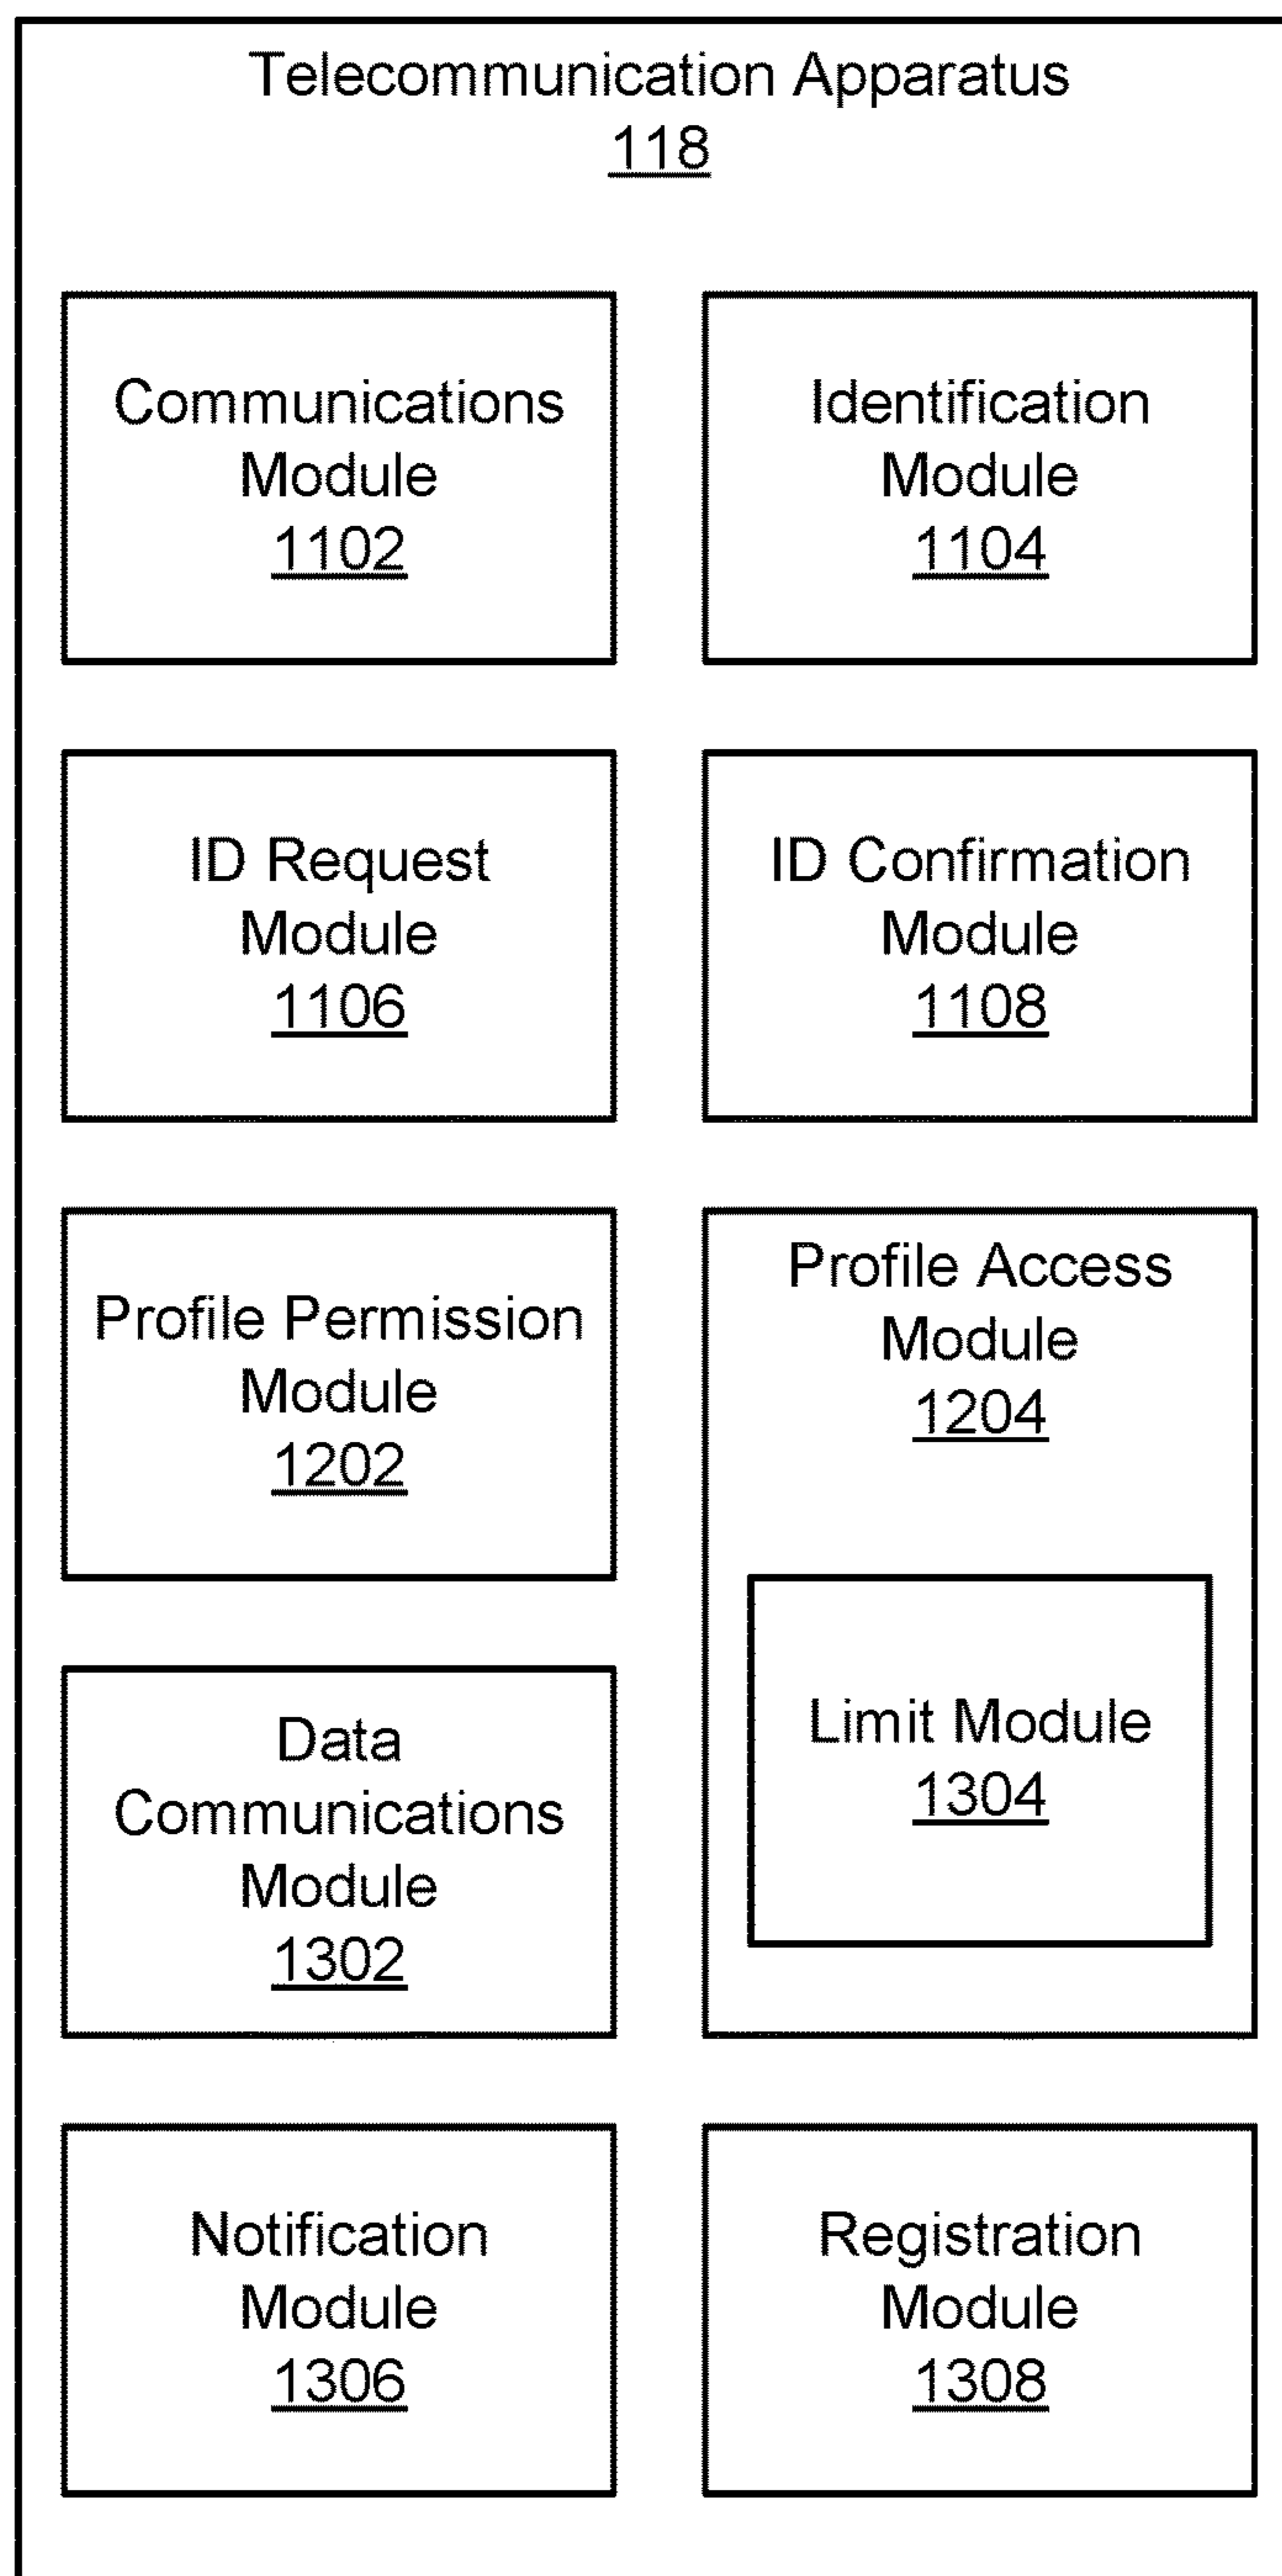 Telecommunication Apparatus
118
Communications
Module
1102
Identification
Module
1104
ID Request
Module
1106
ID Confirmation
Module
1108
Profile Permission
Module
1202
Profile Access
Module
1204
Limit Module
1304
Data
Communications
Module
1302
Notification
Module
1306
Registration
Module
1308